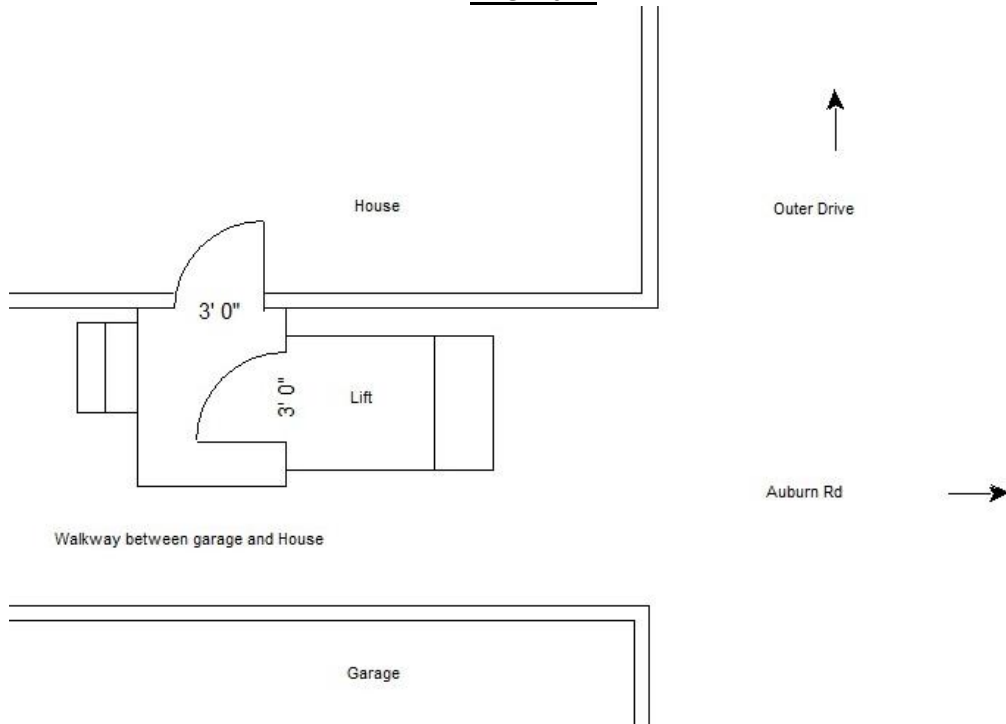 House
Outer Drive
3' 0"
3' 0"
Lift
Auburn Rd
Walkway between garage and House
Garage